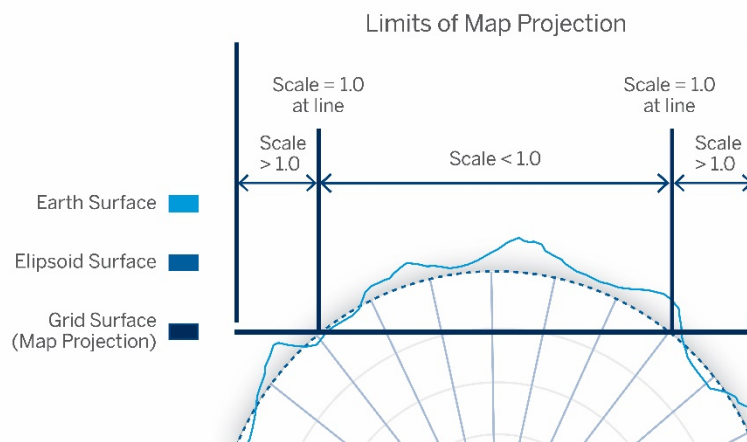 Limits of Map Projection
Scale = 1.0
at line
Scale = 1.0
at line
Scale
> 1.0
Scale < 1.0
Scale
> 1.0
Earth Surface
Elipsoid Surface
Grid Surface
(Map Projection)